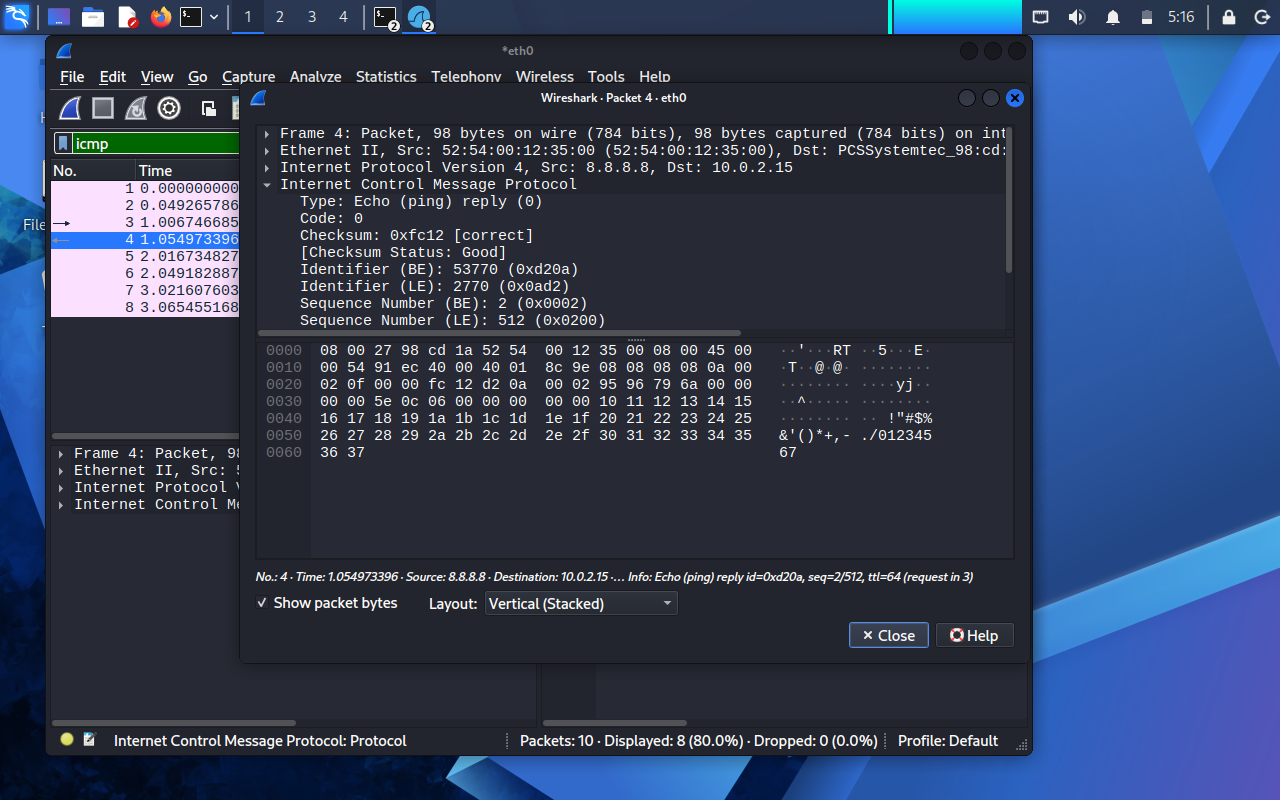 1 2 3 4 2 2 5:16
*eth0
File Edit View Go Capture Analyze Statistics Telephony Wireless Tools Help
Wireshark · Packet 4 · eth0
icmp
No. Time
1 0.000000000
2 0.049265786
3 1.006746685
4 1.054973396
5 2.016734827
6 2.049182887
7 3.021607603
8 3.065455168
File
Frame 4: Packet, 98 bytes on wire (784 bits), 98 bytes captured (784 bits) on int
Ethernet II, Src: 52:54:00:12:35:00 (52:54:00:12:35:00), Dst: PCSSystemtec_98:cd:
Internet Protocol Version 4, Src: 8.8.8.8, Dst: 10.0.2.15
Internet Control Message Protocol
Type: Echo (ping) reply (0)
Code: 0
Checksum: 0xfc12 [correct]
[Checksum Status: Good]
Identifier (BE): 53770 (0xd20a)
Identifier (LE): 2770 (0x0ad2)
Sequence Number (BE): 2 (0x0002)
Sequence Number (LE): 512 (0x0200)
0000 08 00 27 98 cd 1a 52 54 00 12 35 00 08 00 45 00 ··'···RT ··5···E·
0010 00 54 91 ec 40 00 40 01 8c 9e 08 08 08 08 0a 00 ·T··@·@· ········
0020 02 0f 00 00 fc 12 d2 0a 00 02 95 96 79 6a 00 00 ········ ····yj··
0030 00 00 5e 0c 06 00 00 00 00 00 10 11 12 13 14 15 ··^····· ········
0040 16 17 18 19 1a 1b 1c 1d 1e 1f 20 21 22 23 24 25 ········ ·· !"#$%
0050 26 27 28 29 2a 2b 2c 2d 2e 2f 30 31 32 33 34 35 &'()*+,- ./012345
0060 36 37 67
Frame 4: Packet, 98
Ethernet II, Src: 5
Internet Protocol V
Internet Control Me
No.: 4 · Time: 1.054973396 · Source: 8.8.8.8 · Destination: 10.0.2.15 ·… Info: Echo (ping) reply id=0xd20a, seq=2/512, ttl=64 (request in 3)
Show packet bytes Layout: Vertical (Stacked)
Close Help
Internet Control Message Protocol: Protocol Packets: 10 · Displayed: 8 (80.0%) · Dropped: 0 (0.0%) Profile: Default